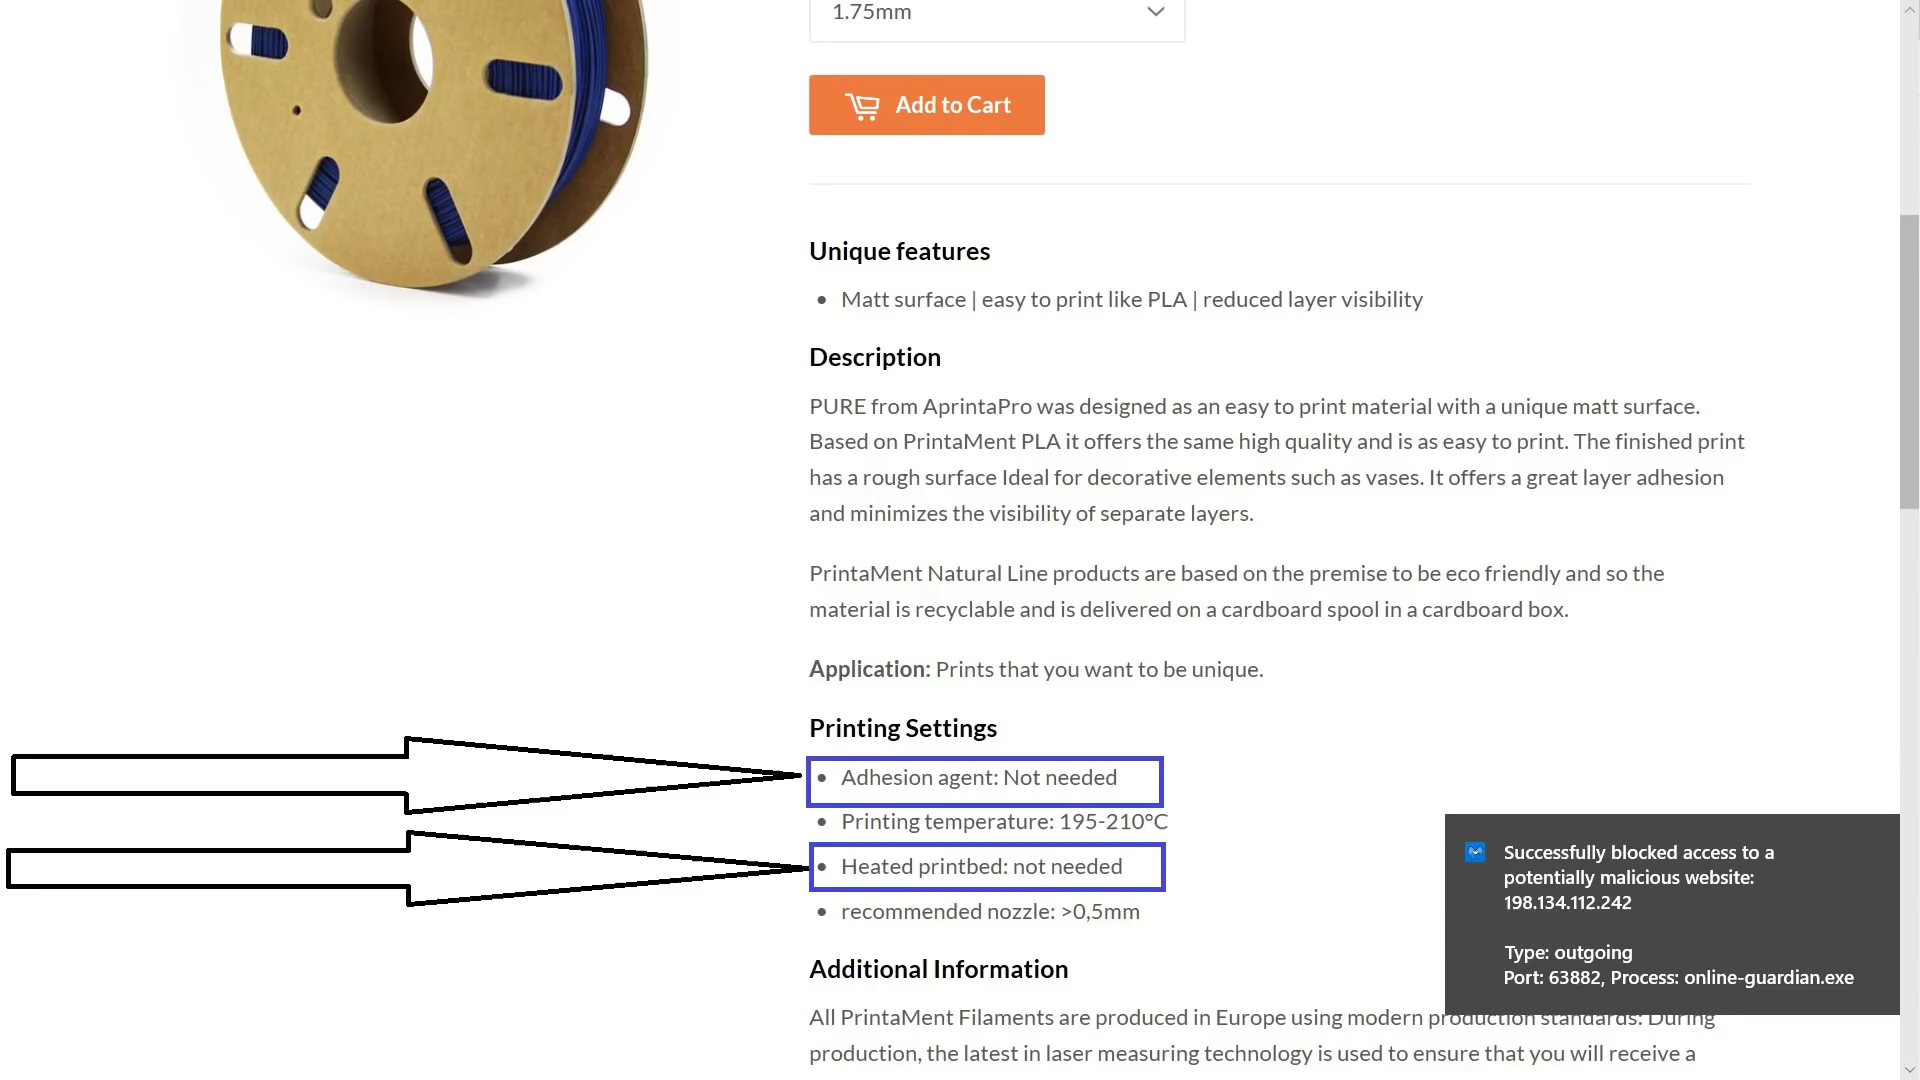 1.75mm
Add to Cart
Unique features
• Matt surface | easy to print like PLA | reduced layer visibility
Description
PURE from AprintaPro was designed as an easy to print material with a unique matt surface.
Based on PrintaMent PLA it offers the same high quality and is as easy to print. The finished print
has a rough surface Ideal for decorative elements such as vases. It offers a great layer adhesion
and minimizes the visibility of separate layers.
PrintaMent Natural Line products are based on the premise to be eco friendly and so the
material is recyclable and is delivered on a cardboard spool in a cardboard box.
Application: Prints that you want to be unique.
Printing Settings
• Adhesion agent: Not needed
• Printing temperature: 195-210°C
• Heated printbed: not needed
• recommended nozzle: >0,5mm
Additional Information
All PrintaMent Filaments are produced in Europe using modern production standards: During
production, the latest in laser measuring technology is used to ensure that you will receive a
Successfully blocked access to a
potentially malicious website:
198.134.112.242
Type: outgoing
Port: 63882, Process: online-guardian.exe